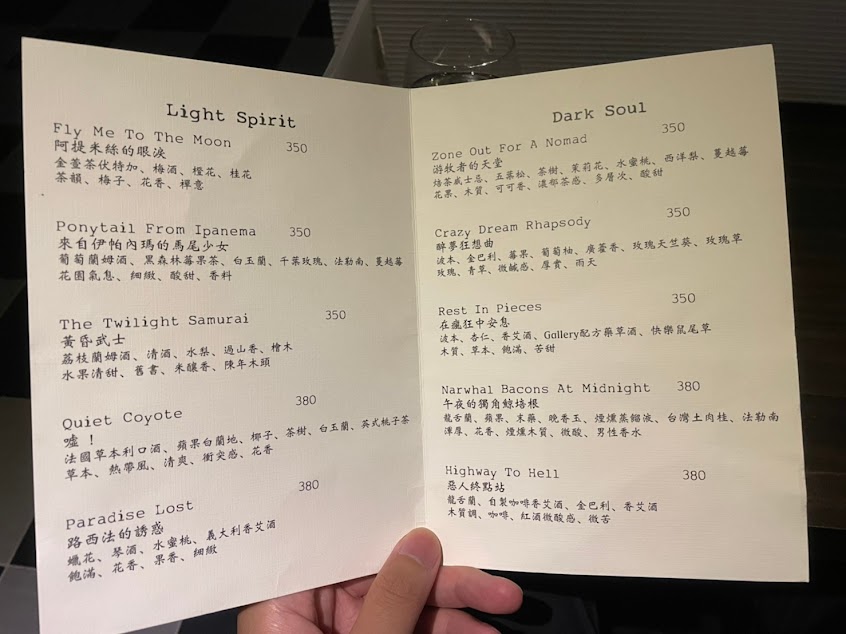 Light Spirit
Fly Me To The Moon 350
阿提米絲的眼淚
金萱茶伏特加、梅酒、橙花、桂花
茶韻、梅子、花香、禪意
Ponytail From Ipanema 350
來自伊帕內瑪的馬尾少女
葡萄蘭姆酒、黑森林莓果茶、白玉蘭、千葉玫瑰、法勒南、蔓越莓
花園氣息、細緻、酸甜、香料
The Twilight Samurai 350
黃昏武士
荔枝蘭姆酒、清酒、水梨、過山香、檜木
水果清甜、舊書、米釀香、陳年木頭
Quiet Coyote 380
噓！
法國草本利口酒、蘋果白蘭地、椰子、茶樹、白玉蘭、英式桃子茶
草本、熱帶風、清爽、衝突感、花香
Paradise Lost 380
路西法的誘惑
蠟花、琴酒、水蜜桃、義大利香艾酒
飽滿、花香、果香、細緻
Dark Soul
Zone Out For A Nomad 350
游牧者的天堂
焙茶威士忌、五葉松、茶樹、茉莉花、水蜜桃、西洋梨、蔓越莓
花果、木質、可可香、濃郁茶感、多層次、酸甜
Crazy Dream Rhapsody 350
醉夢狂想曲
波本、金巴利、莓果、葡萄柚、廣藿香、玫瑰天竺葵、玫瑰草
玫瑰、青草、微鹹感、厚實、雨天
Rest In Pieces 350
在瘋狂中安息
波本、杏仁、香艾酒、Gallery配方藥草酒、快樂鼠尾草
木質、草本、飽滿、苦甜
Narwhal Bacons At Midnight 380
午夜的獨角鯨培根
龍舌蘭、蘋果、末藥、晚香玉、煙燻蒸餾液、台灣土肉桂、法勒南
渾厚、花香、煙燻木質、微酸、男性香水
Highway To Hell 380
惡人終點站
龍舌蘭、自製咖啡香艾酒、金巴利、香艾酒
木質調、咖啡、紅酒微酸感、微苦